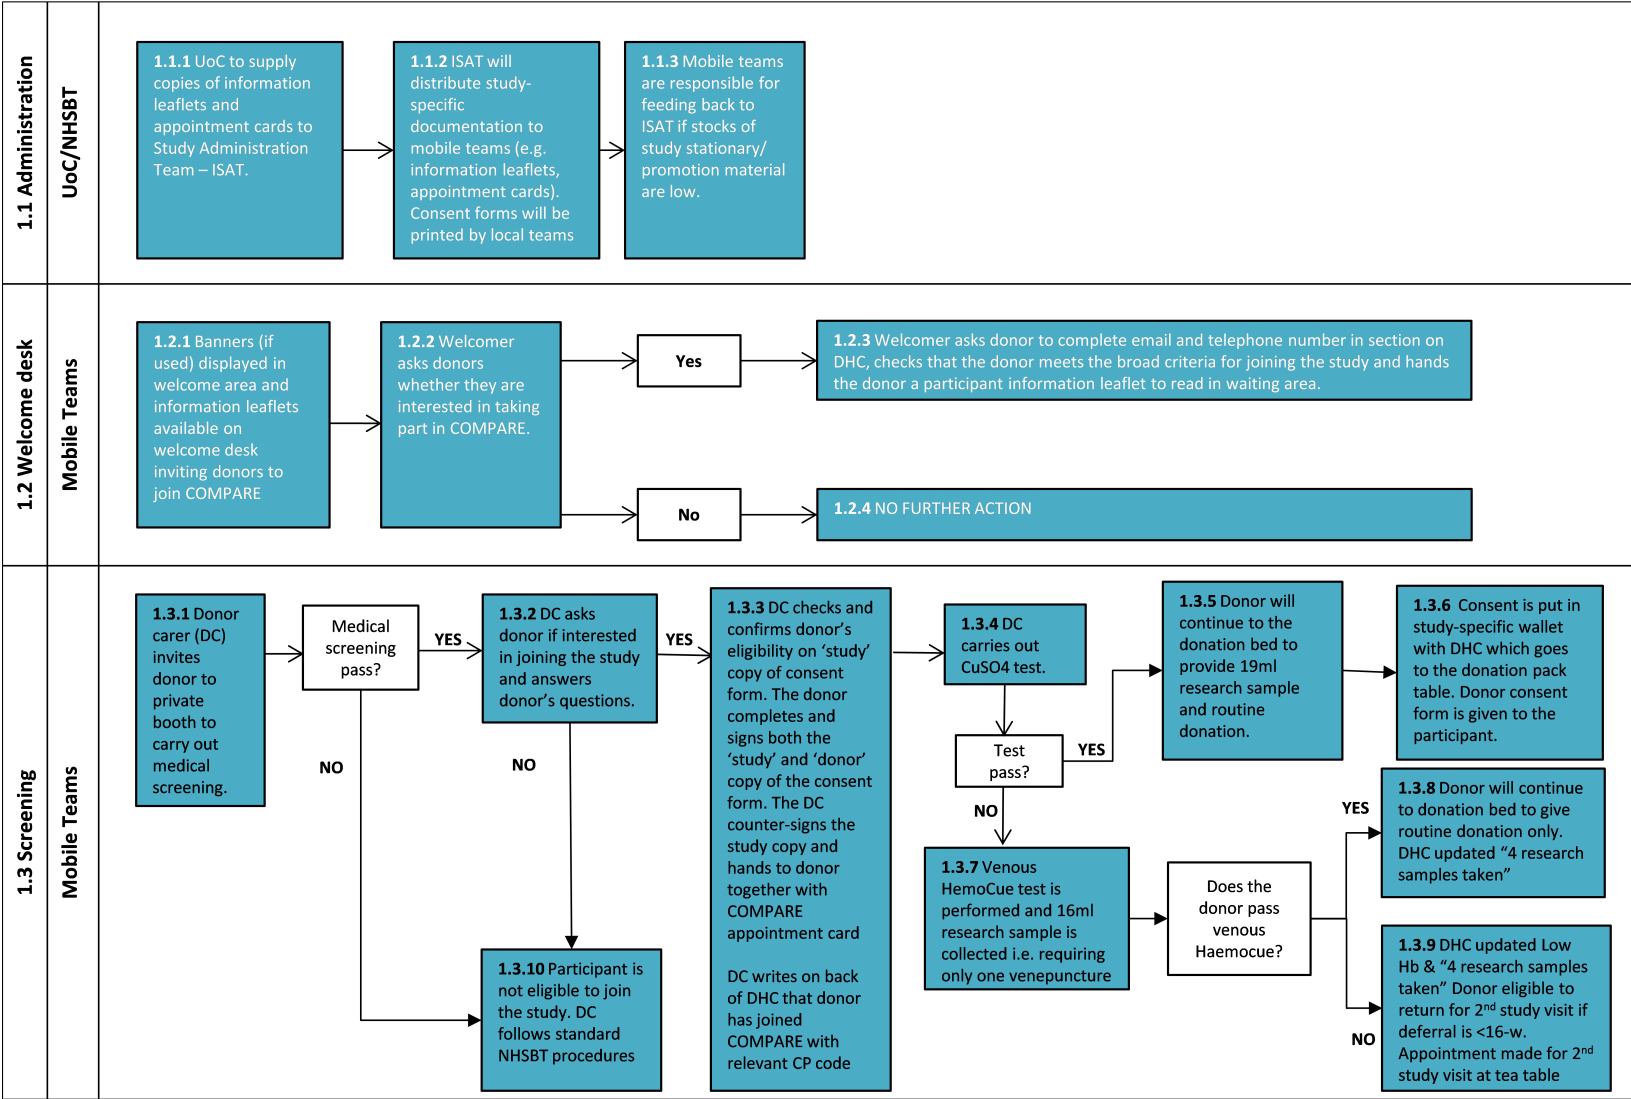 1.1 Administration
UoC/NHSBT
1.1.1 UoC to supply
copies of information
leaflets and
appointment cards to
Study Administration
Team – ISAT.
1.1.2 ISAT will
distribute study-
specific
documentation to
mobile teams (e.g.
information leaflets,
appointment cards).
Consent forms will be
printed by local teams
1.1.3 Mobile teams
are responsible for
feeding back to
ISAT if stocks of
study stationary/
promotion material
are low.
1.2 Welcome desk
Mobile Teams
1.2.1 Banners (if
used) displayed in
welcome area and
information leaflets
available on
welcome desk
inviting donors to
join COMPARE
1.2.2 Welcomer
asks donors
whether they are
interested in taking
part in COMPARE.
Yes
1.2.3 Welcomer asks donor to complete email and telephone number in section on
DHC, checks that the donor meets the broad criteria for joining the study and hands
the donor a participant information leaflet to read in waiting area.
No
1.2.4 NO FURTHER ACTION
1.3 Screening
Mobile Teams
1.3.1 Donor
carer (DC)
invites
donor to
private
booth to
carry out
medical
screening.
Medical
screening
pass?
YES
NO
1.3.2 DC asks
donor if interested
in joining the study
and answers
donor’s questions.
YES
NO
1.3.10 Participant is
not eligible to join
the study. DC
follows standard
NHSBT procedures
1.3.3 DC checks and
confirms donor’s
eligibility on ‘study’
copy of consent
form. The donor
completes and
signs both the
‘study’ and ‘donor’
copy of the consent
form. The DC
counter-signs the
study copy and
hands to donor
together with
COMPARE
appointment card
DC writes on back
of DHC that donor
has joined
COMPARE with
relevant CP code
1.3.4 DC
carries out
CuSO4 test.
Test
pass?
YES
NO
1.3.5 Donor will
continue to the
donation bed to
provide 19ml
research sample
and routine
donation.
1.3.6 Consent is put in
study-specific wallet
with DHC which goes
to the donation pack
table. Donor consent
form is given to the
participant.
1.3.7 Venous
HemoCue test is
performed and 16ml
research sample is
collected i.e. requiring
only one venepuncture
Does the
donor pass
venous
Haemocue?
YES
1.3.8 Donor will continue
to donation bed to give
routine donation only.
DHC updated “4 research
samples taken”
NO
1.3.9 DHC updated Low
Hb & “4 research samples
taken” Donor eligible to
return for 2nd study visit if
deferral is <16-w.
Appointment made for 2nd
study visit at tea table